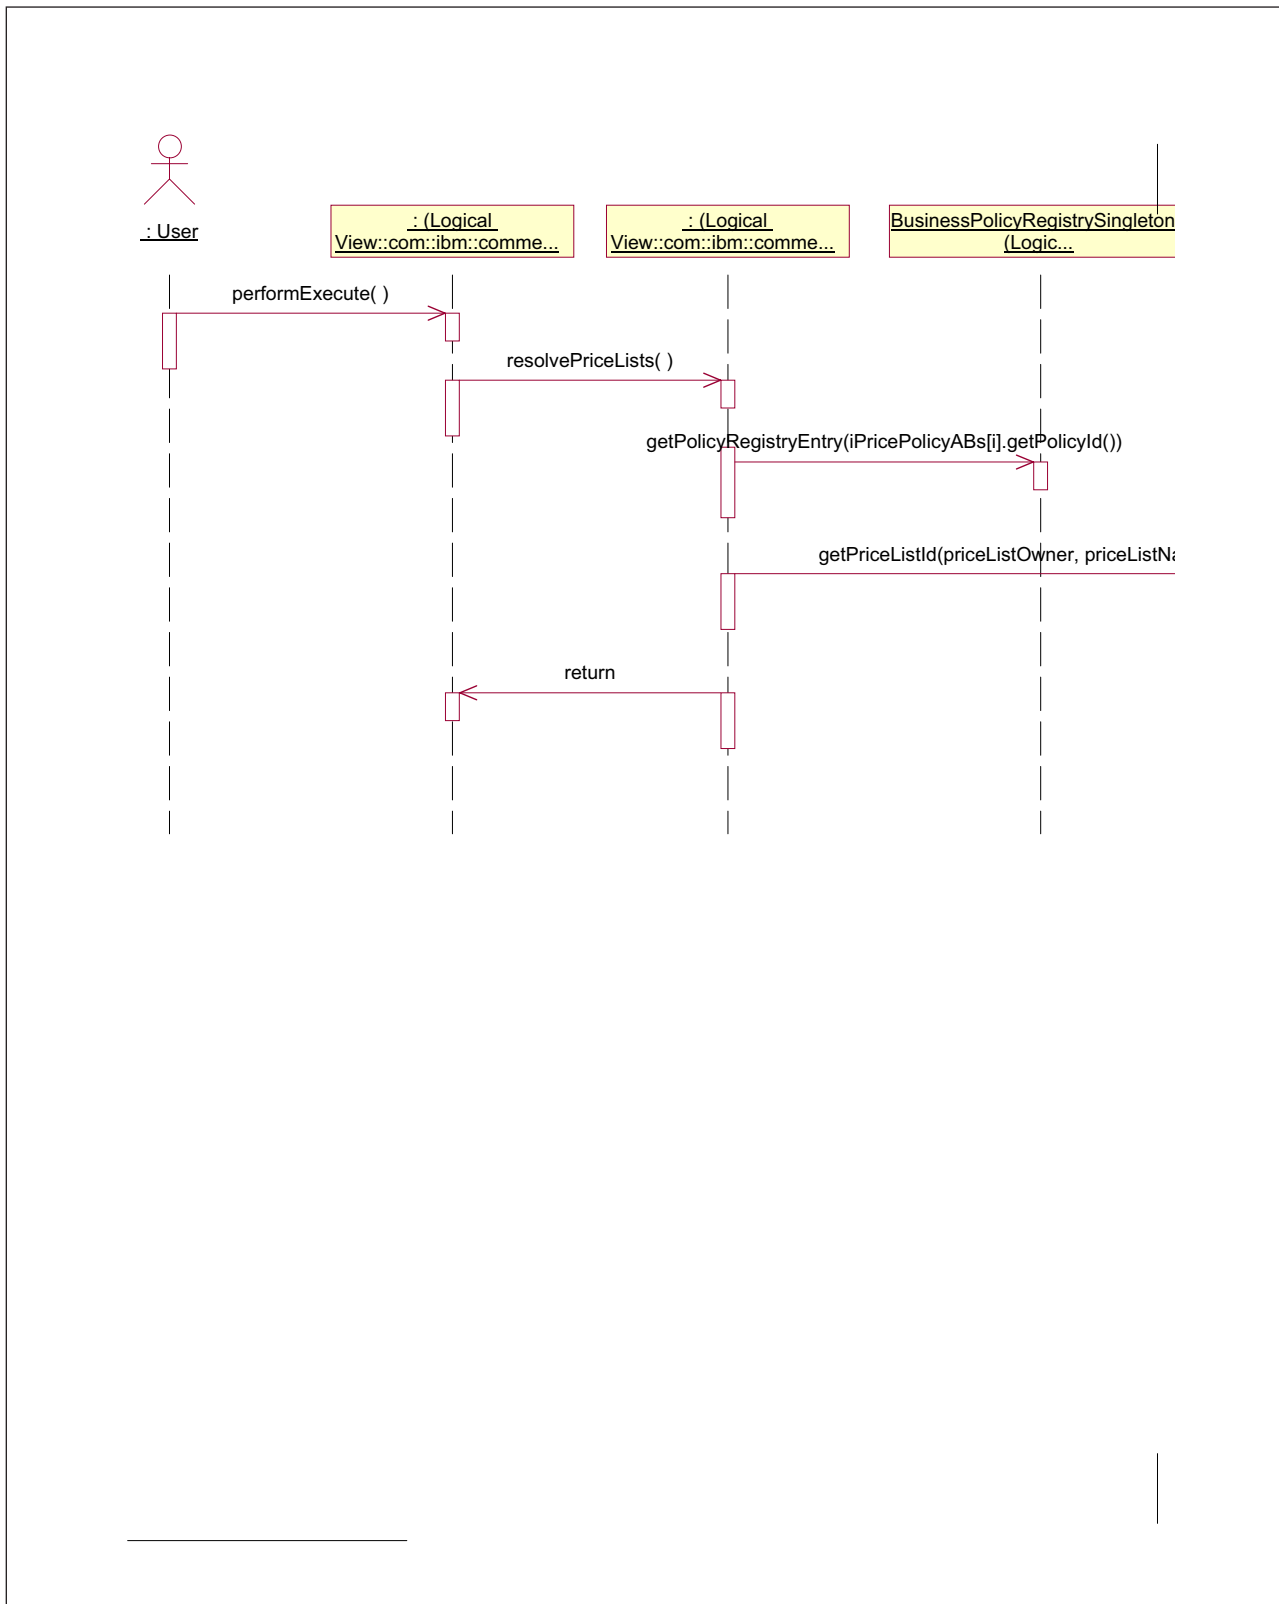 : User
: (Logical
View::com::ibm::comme...
: (Logical
View::com::ibm::comme...
BusinessPolicyRegistrySingleton
(Logic...
performExecute( )
resolvePriceLists( )
getPolicyRegistryEntry(iPricePolicyABs[i].getPolicyId())
getPriceListId(priceListOwner,
return